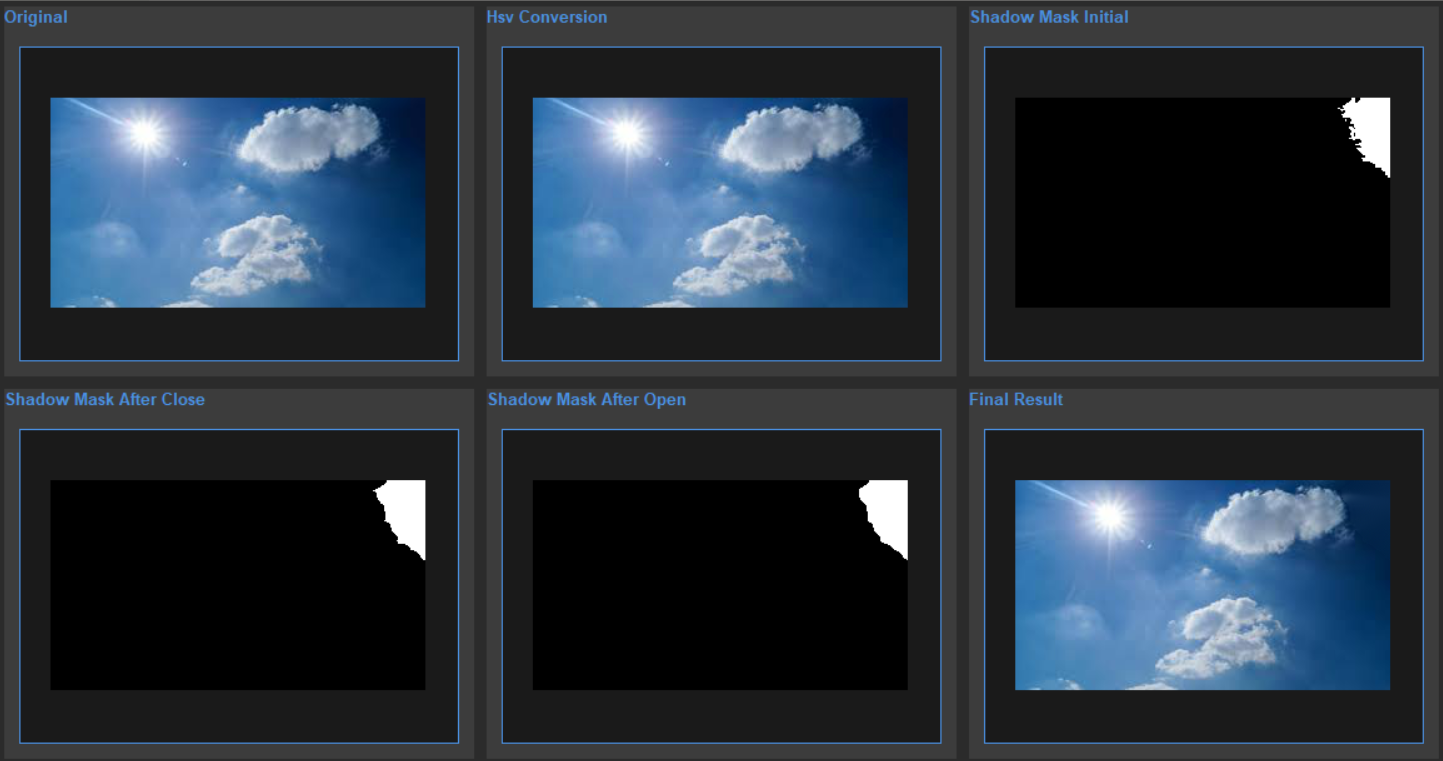 Original
Hsv Conversion
Shadow Mask Initial
Shadow Mask After Close
Shadow Mask After Open
Final Result